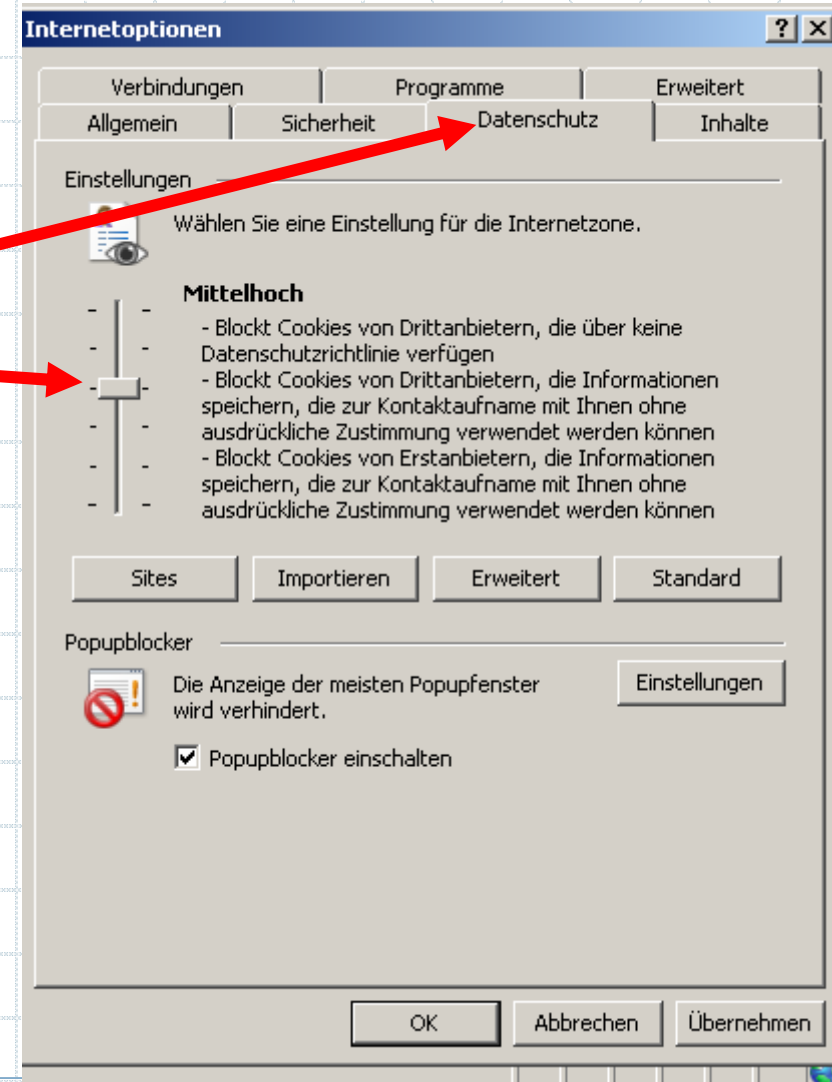 Internetoptionen
Verbindungen Programme Erweitert
Allgemein Sicherheit Datenschutz Inhalte
Einstellungen
Wählen Sie eine Einstellung für die Internetzone.
Mittelhoch
- Blockt Cookies von Drittanbietern, die über keine
Datenschutzrichtlinie verfügen
- Blockt Cookies von Drittanbietern, die Informationen
speichern, die zur Kontaktaufname mit Ihnen ohne
ausdrückliche Zustimmung verwendet werden können
- Blockt Cookies von Erstanbietern, die Informationen
speichern, die zur Kontaktaufname mit Ihnen ohne
ausdrückliche Zustimmung verwendet werden können
Sites Importieren Erweitert Standard
Popupblocker
Die Anzeige der meisten Popupfenster
wird verhindert.
Einstellungen
Popupblocker einschalten
OK Abbrechen Übernehmen